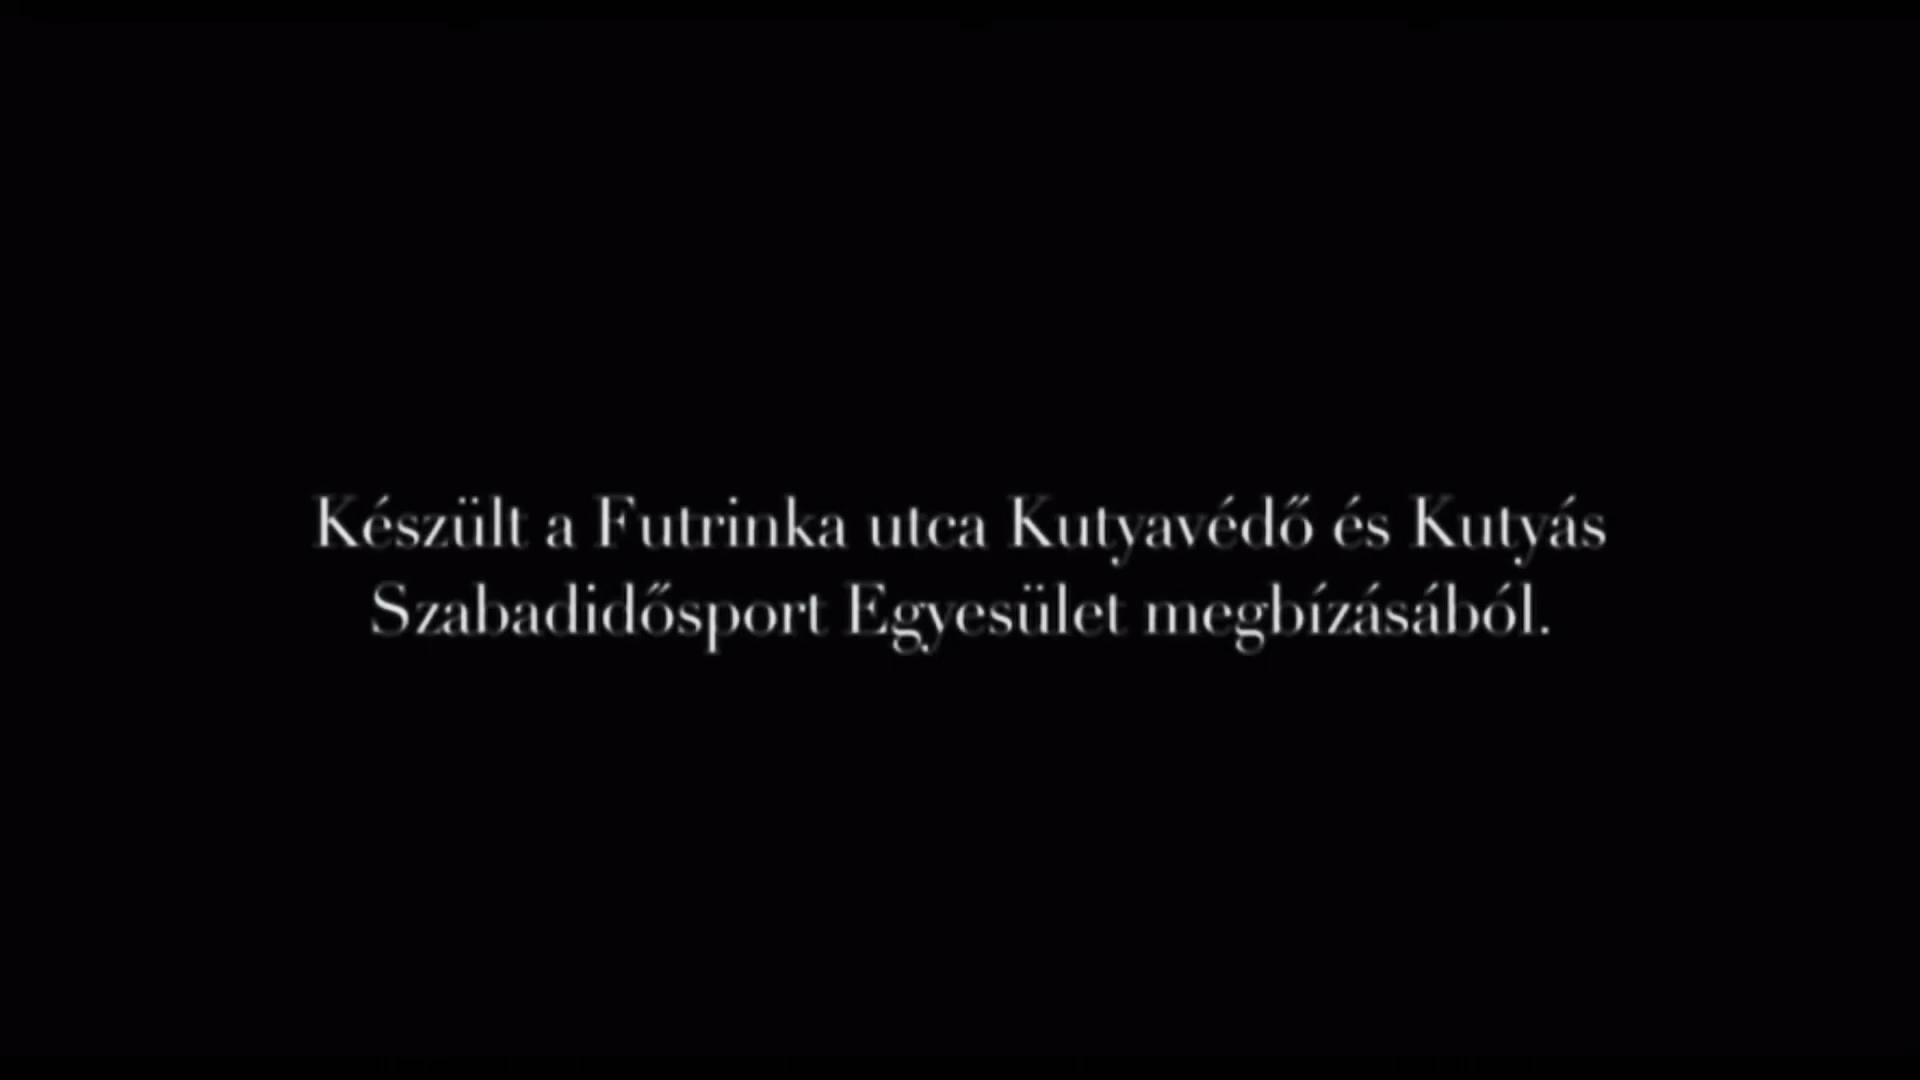 Készült a Futrinka utca Kutyavédő és Kutyás
Szabadidősport Egyesület megbízásából.